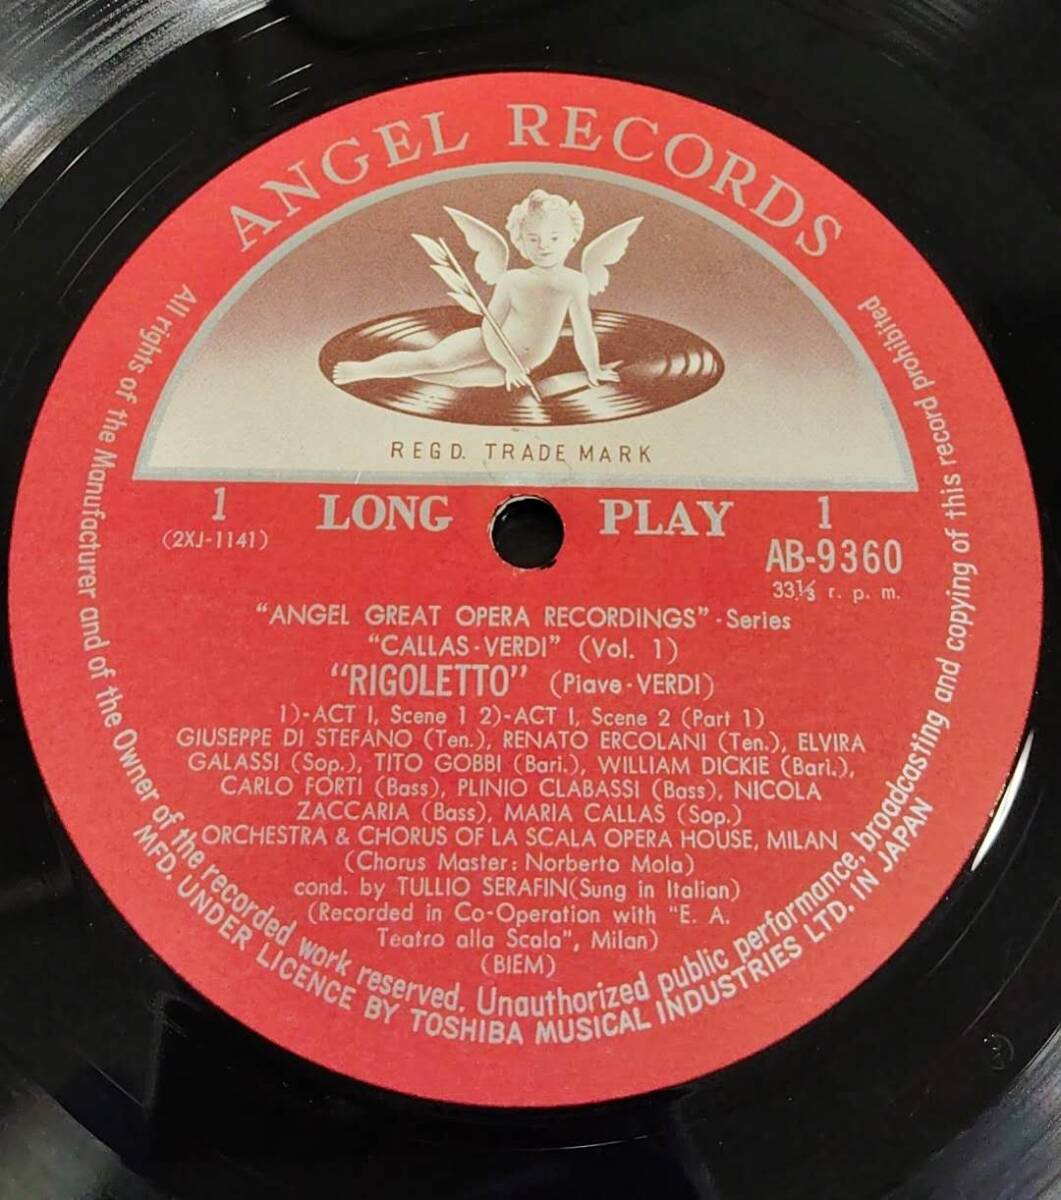 ANGEL RECORDS
REGD. TRADE MARK
1 LONG PLAY 1
(2XJ-1141)
AB-9360
33⅓ r. p. m.
"ANGEL GREAT OPERA RECORDINGS" - Series
"CALLAS - VERDI" (Vol. 1)
"RIGOLETTO" (Piave - VERDI)
1)-ACT I, Scene 1 2)-ACT I, Scene 2 (Part 1)
GIUSEPPE DI STEFANO (Ten.), RENATO ERCOLANI (Ten.), ELVIRA
GALASSI (Sop.), TITO GOBBI (Bari.), WILLIAM DICKIE (Bari.),
CARLO FORTI (Bass), PLINIO CLABASSI (Bass), NICOLA
ZACCARIA (Bass), MARIA CALLAS (Sop.)
ORCHESTRA & CHORUS OF LA SCALA OPERA HOUSE, MILAN
(Chorus Master: Norberto Mola)
cond. by TULLIO SERAFIN (Sung in Italian)
(Recorded in Co-Operation with "E. A.
Teatro alla Scala", Milan)
(BIEM)
All rights of the Manufacturer and of the Owner of the recorded work reserved. Unauthorized public performance, broadcasting and copying of this record prohibited
MFD. UNDER LICENCE BY TOSHIBA MUSICAL INDUSTRIES LTD. IN JAPAN